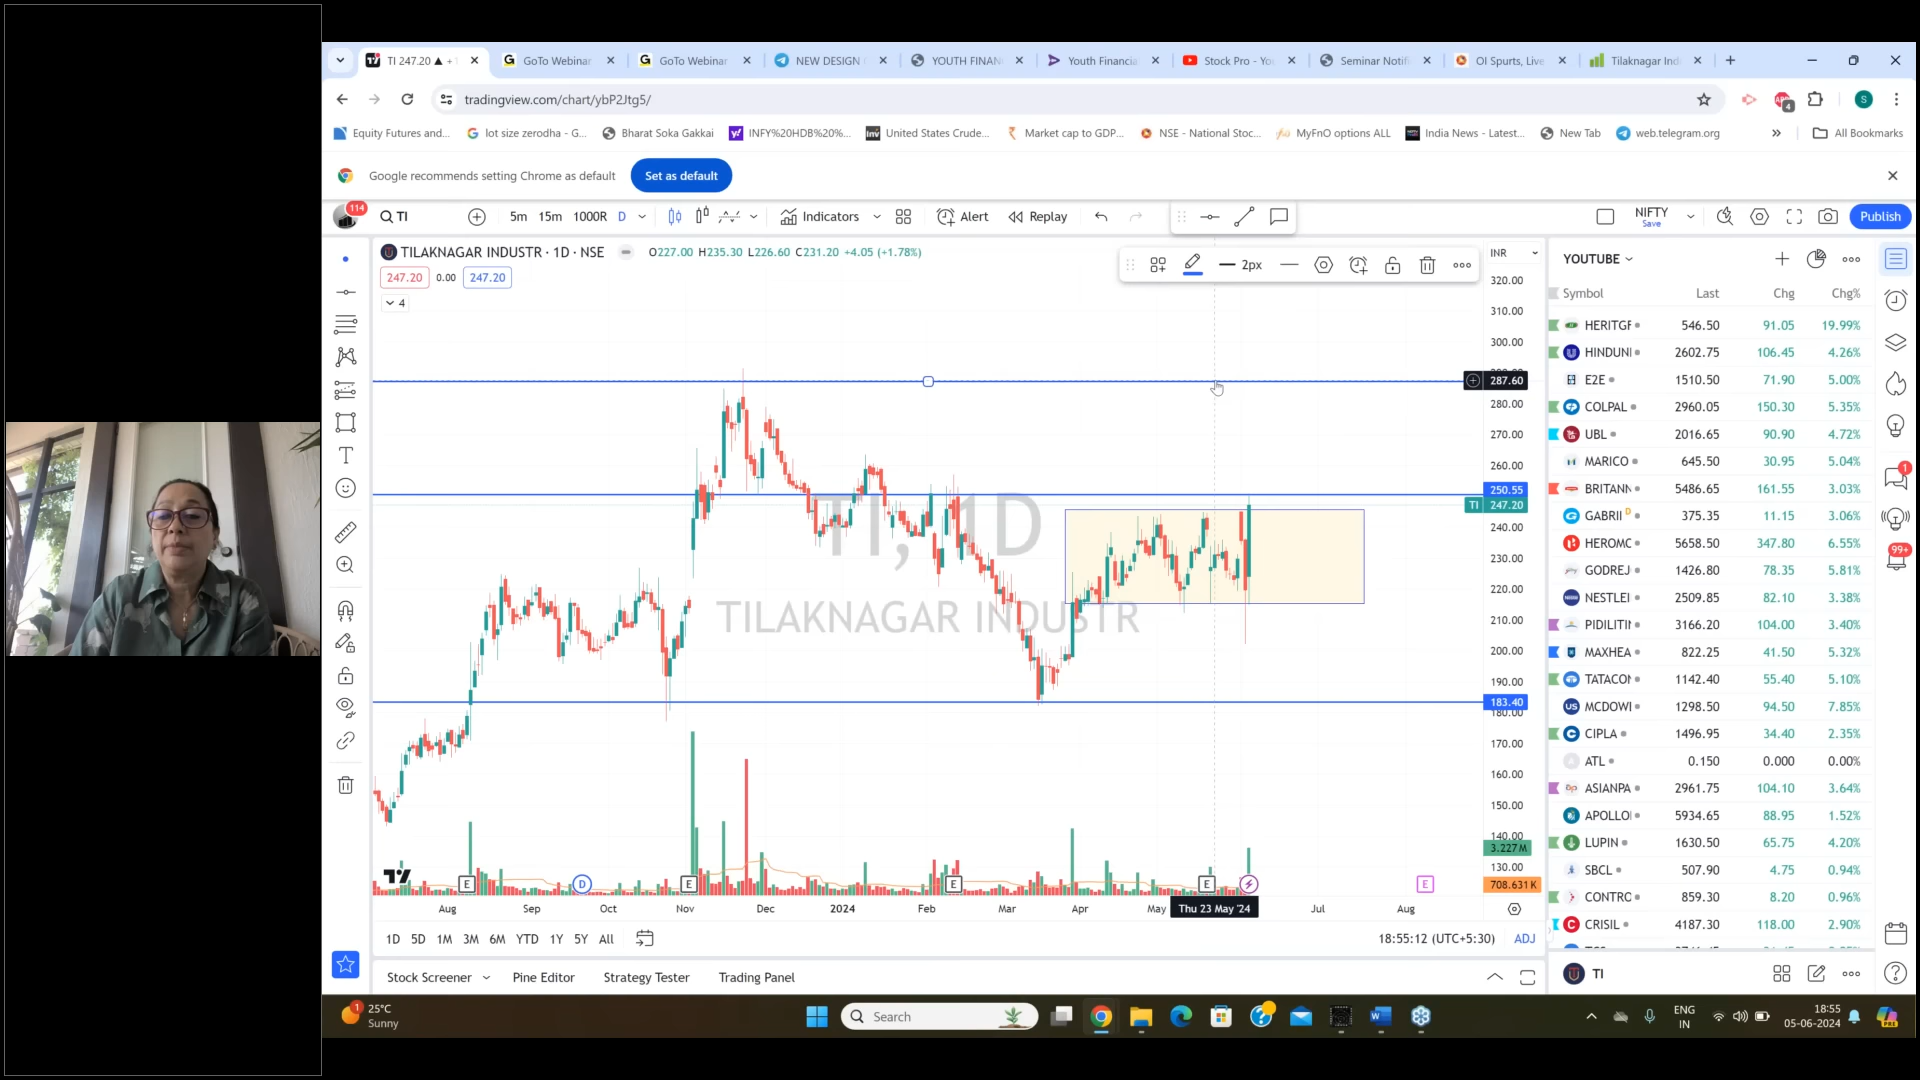 TI 247.20 ▲ +
GoTo Webinar
GoTo Webinar
NEW DESIGN
YOUTH FINAN
Youth Financia
Stock Pro - Yo
Seminar Notifi
OI Spurts, Live
Tilaknagar Ind
tradingview.com/chart/ybP2Jtg5/
4
S
Equity Futures and...
lot size zerodha - G...
Bharat Soka Gakkai
INFY%20HDB%20%...
United States Crude...
Market cap to GDP...
NSE - National Stoc...
MyFnO options ALL
India News - Latest...
New Tab
web.telegram.org
All Bookmarks
Google recommends setting Chrome as default
Set as default
114
TI
5m 15m 1000R D
Indicators
Alert
Replay
NIFTY
Save
Publish
TILAKNAGAR INDUSTR · 1D · NSE
O227.00 H235.30 L226.60 C231.20 +4.05 (+1.78%)
247.20 0.00 247.20
4
2px
INR
320.00
310.00
300.00
287.60
280.00
270.00
260.00
250.55
TI 247.20
240.00
230.00
220.00
210.00
200.00
190.00
183.40
180.00
170.00
160.00
150.00
140.00
3.227M
130.00
708.631K
TI, 1D
TILAKNAGAR INDUSTR
E D E E E E
Aug Sep Oct Nov Dec 2024 Feb Mar Apr May Thu 23 May '24 Jul Aug
1D 5D 1M 3M 6M YTD 1Y 5Y All
18:55:12 (UTC+5:30) ADJ
Stock Screener
Pine Editor
Strategy Tester
Trading Panel
YOUTUBE
Symbol Last Chg Chg%
HERITGF 546.50 91.05 19.99%
HINDUNI 2602.75 106.45 4.26%
E2E 1510.50 71.90 5.00%
COLPAL 2960.05 150.30 5.35%
UBL 2016.65 90.90 4.72%
MARICO 645.50 30.95 5.04%
BRITANN 5486.65 161.55 3.03%
GABRII D 375.35 11.15 3.06%
HEROMC 5658.50 347.80 6.55%
GODREJ 1426.80 78.35 5.81%
NESTLEI 2509.85 82.10 3.38%
PIDILITIN 3166.20 104.00 3.40%
MAXHEA 822.25 41.50 5.32%
TATACON 1142.40 55.40 5.10%
MCDOWI 1298.50 94.50 7.85%
CIPLA 1496.95 34.40 2.35%
ATL 0.150 0.000 0.00%
ASIANPA 2961.75 104.10 3.64%
APOLLO 5934.65 88.95 1.52%
LUPIN 1630.50 65.75 4.20%
SBCL 507.90 4.75 0.94%
CONTRO 859.30 8.20 0.96%
CRISIL 4187.30 118.00 2.90%
TI
1
99+
1
25°C
Sunny
Search
ENG
IN
18:55
05-06-2024